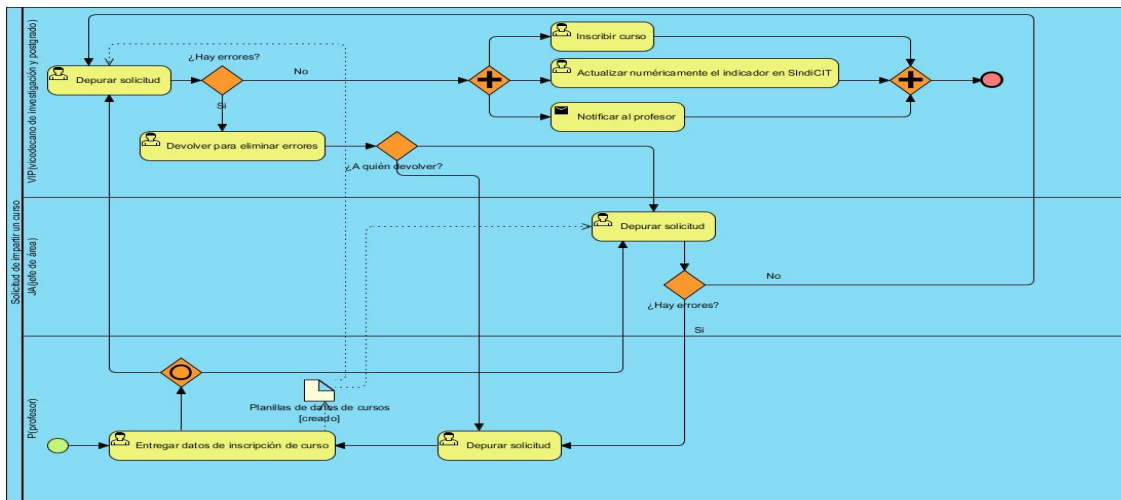 Solicitud de impartir un curso
VIP(vicedecano de investigación y postgrado)
Depurar solicitud
¿Hay errores?
No
Si
Inscribir curso
Actualizar numéricamente el indicador en SIndiCIT
Notificar al profesor
Devolver para eliminar errores
¿A quién devolver?
JA(jefe de área)
Depurar solicitud
¿Hay errores?
No
Si
P(profesor)
Planillas de datos de cursos
[creado]
Entregar datos de inscripción de curso
Depurar solicitud